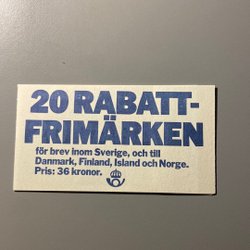 20 RABATT-
FRIMÄRKEN
för brev inom Sverige, och till
Danmark, Finland, Island och Norge.
Pris: 36 kronor.